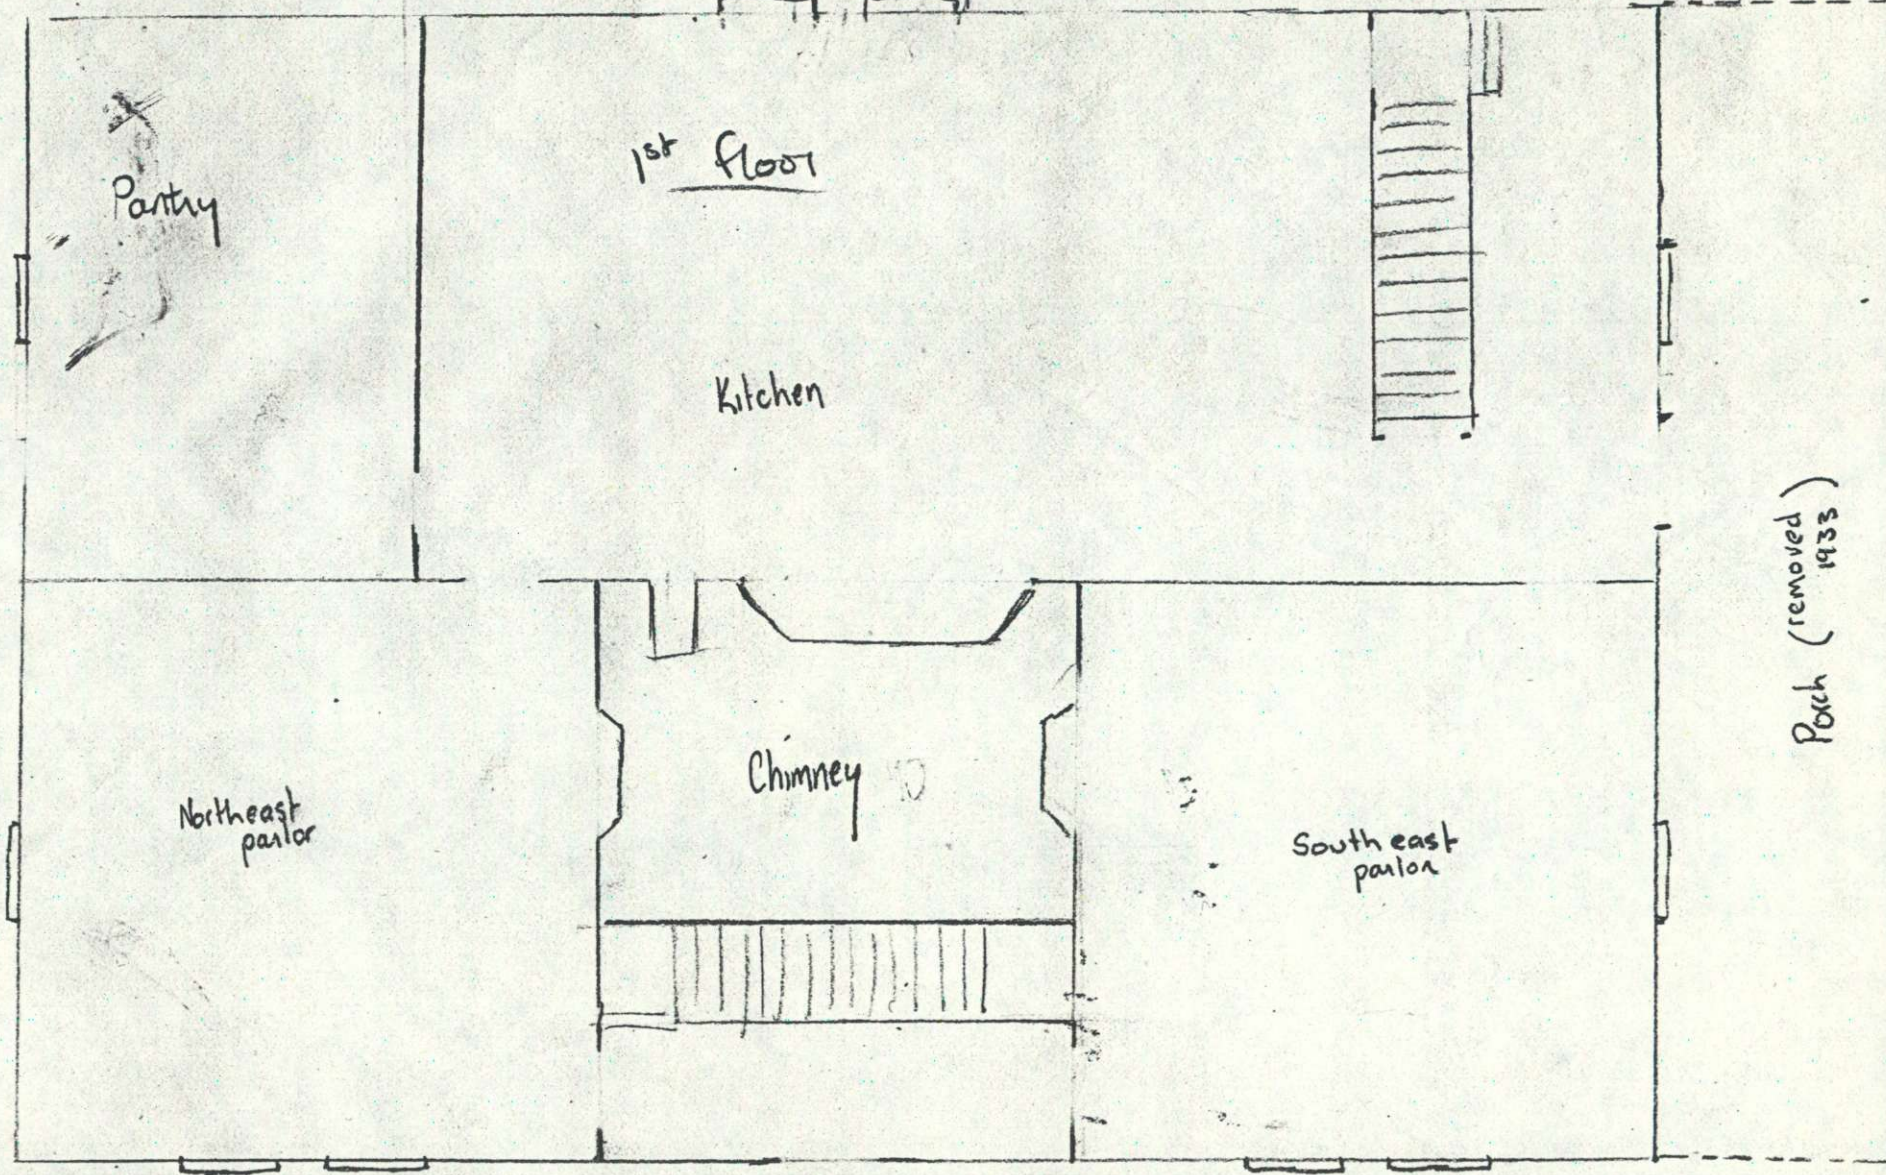 1st floor
Pantry
Kitchen
Porch (removed 1933)
Chimney
Northeast
parlor
South east
parlor